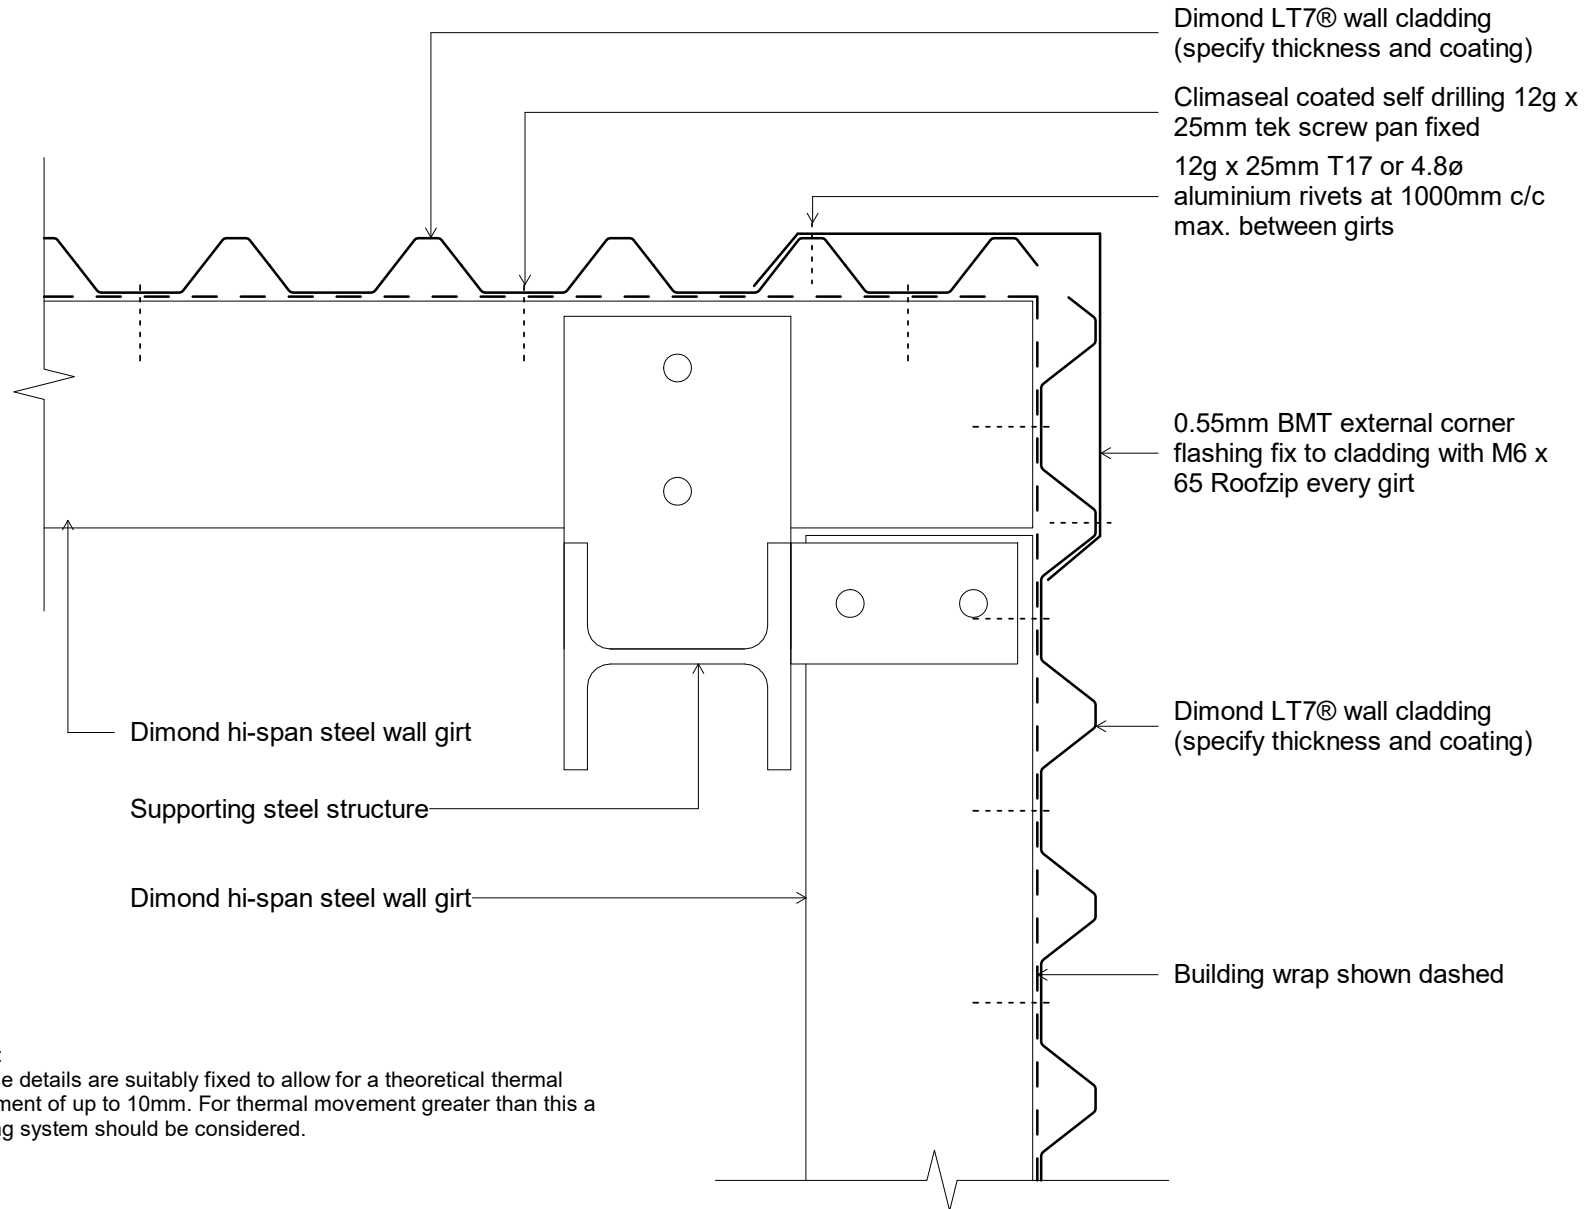 Dimond LT7® wall cladding
(specify thickness and coating)
Climaseal coated self drilling 12g x
25mm tek screw pan fixed
12g x 25mm T17 or 4.8ø
aluminium rivets at 1000mm c/c
max. between girts
0.55mm BMT external corner
flashing fix to cladding with M6 x
65 Roofzip every girt
Dimond hi-span steel wall girt
Dimond LT7® wall cladding
(specify thickness and coating)
Supporting steel structure
Dimond hi-span steel wall girt
Building wrap shown dashed
:
e details are suitably fixed to allow for a theoretical thermal
ment of up to 10mm. For thermal movement greater than this a
g system should be considered.